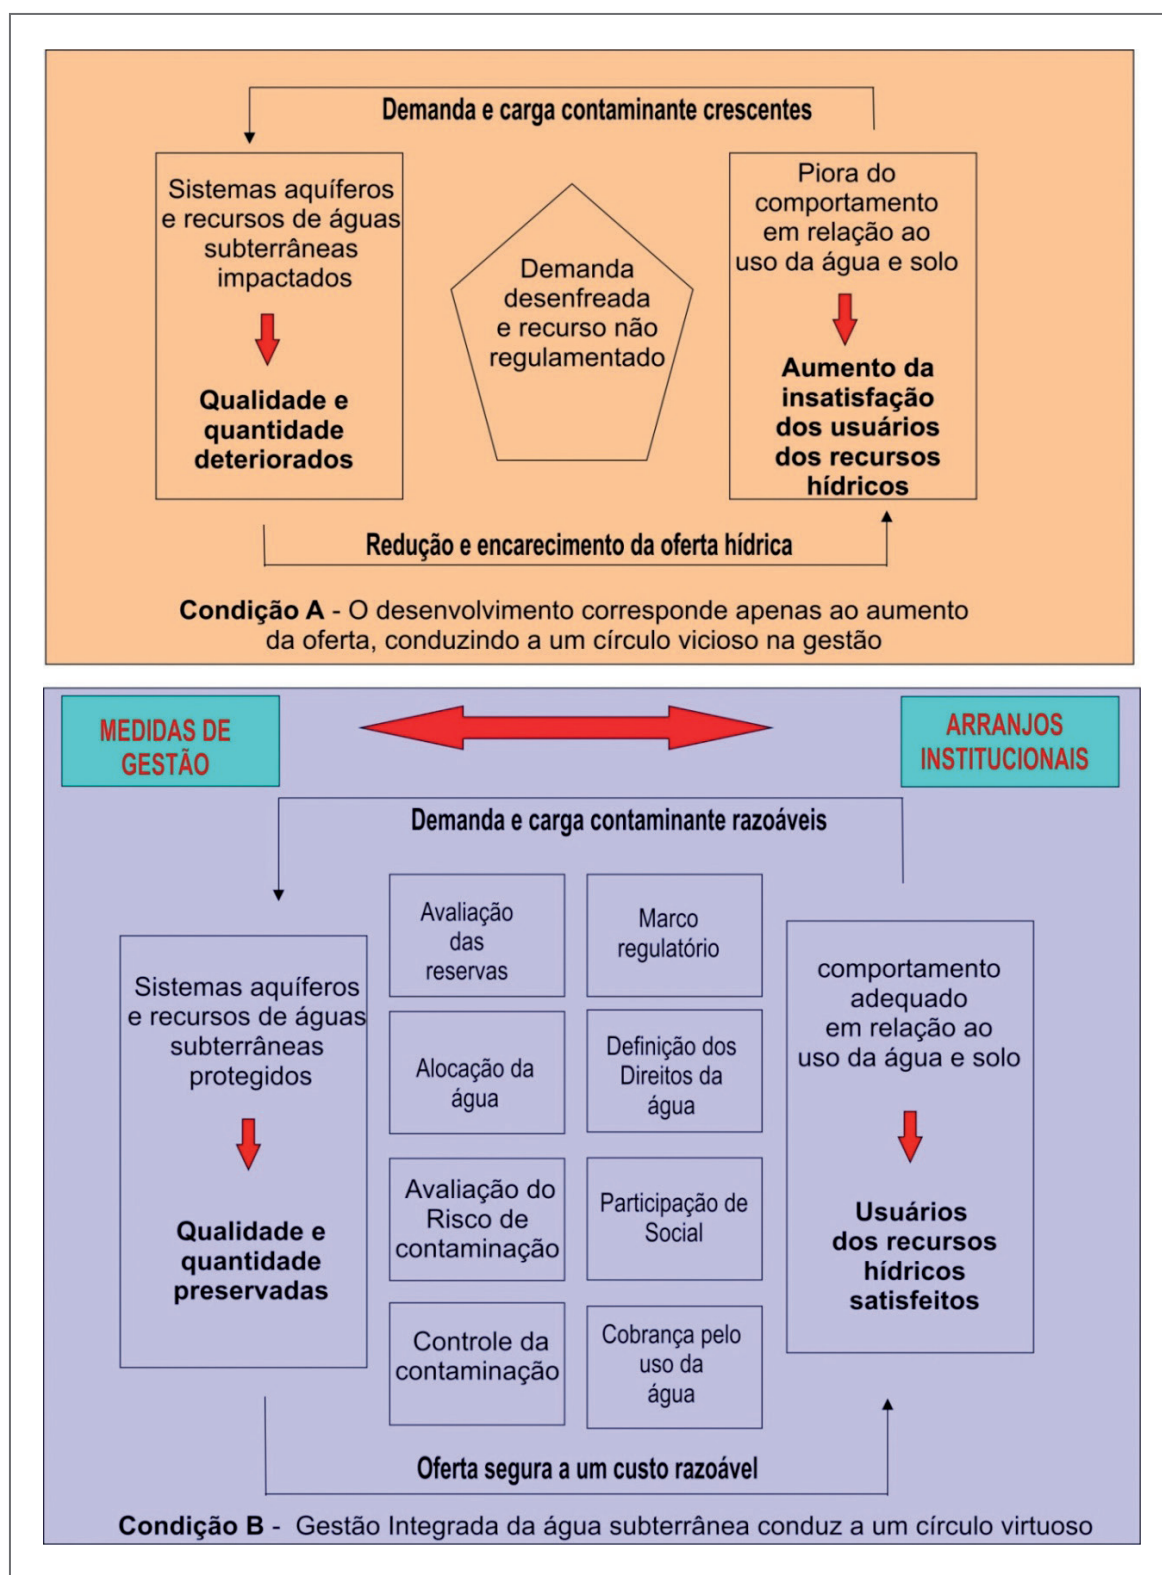 Demanda e carga contaminante crescentes
Sistemas aquíferos
e recursos de águas
subterrâneas
impactados
Qualidade e
quantidade
deteriorados
Demanda
desenfreada
e recurso não
regulamentado
Piora do
comportamento
em relação ao
uso da água e solo
Aumento da
insatisfação
dos usuários
dos recursos
hídricos
Redução e encarecimento da oferta hídrica
Condição A - O desenvolvimento corresponde apenas ao aumento
da oferta, conduzindo a um círculo vicioso na gestão
MEDIDAS DE
GESTÃO
ARRANJOS
INSTITUCIONAIS
Demanda e carga contaminante razoáveis
Sistemas aquíferos
e recursos de águas
subterrâneas
protegidos
Qualidade e
quantidade
preservadas
Avaliação
das
reservas
Marco
regulatório
Alocação da
água
Definição dos
Direitos da
água
Avaliação do
Risco de
contaminação
Participação de
Social
Controle da
contaminação
Cobrança pelo
uso da
água
comportamento
adequado
em relação ao
uso da água e solo
Usuários
dos recursos
hídricos
satisfeitos
Oferta segura a um custo razoável
Condição B - Gestão Integrada da água subterrânea conduz a um círculo virtuoso